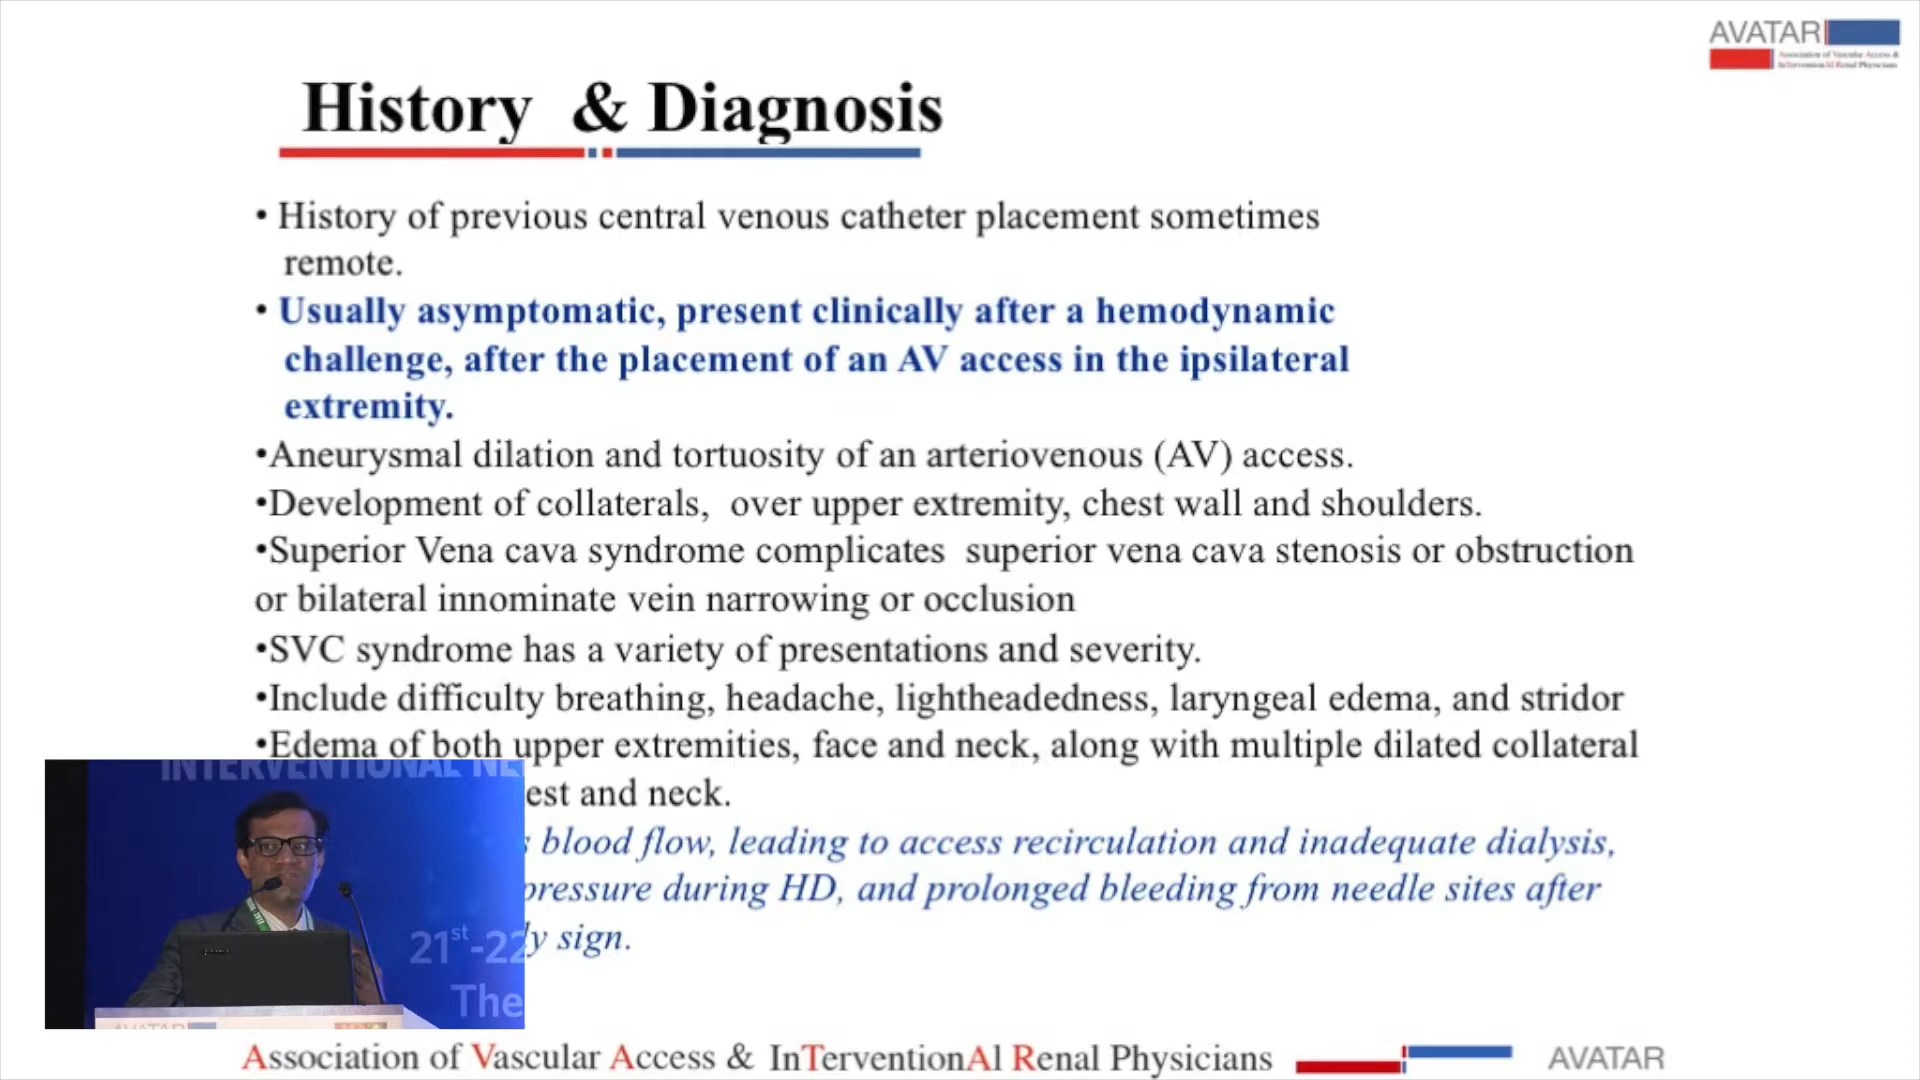 AVATAR
Association of Vascular Access &
InTerventionAl Renal Physicians
History & Diagnosis
• History of previous central venous catheter placement sometimes
remote.
• Usually asymptomatic, present clinically after a hemodynamic
challenge, after the placement of an AV access in the ipsilateral
extremity.
•Aneurysmal dilation and tortuosity of an arteriovenous (AV) access.
•Development of collaterals, over upper extremity, chest wall and shoulders.
•Superior Vena cava syndrome complicates superior vena cava stenosis or obstruction
or bilateral innominate vein narrowing or occlusion
•SVC syndrome has a variety of presentations and severity.
•Include difficulty breathing, headache, lightheadedness, laryngeal edema, and stridor
•Edema of both upper extremities, face and neck, along with multiple dilated collateral
est and neck.
blood flow, leading to access recirculation and inadequate dialysis,
pressure during HD, and prolonged bleeding from needle sites after
y sign.
INTERVENTIONAL NE
21st-22
The
AVATAR
Association of Vascular Access & InTerventionAl Renal Physicians
AVATAR